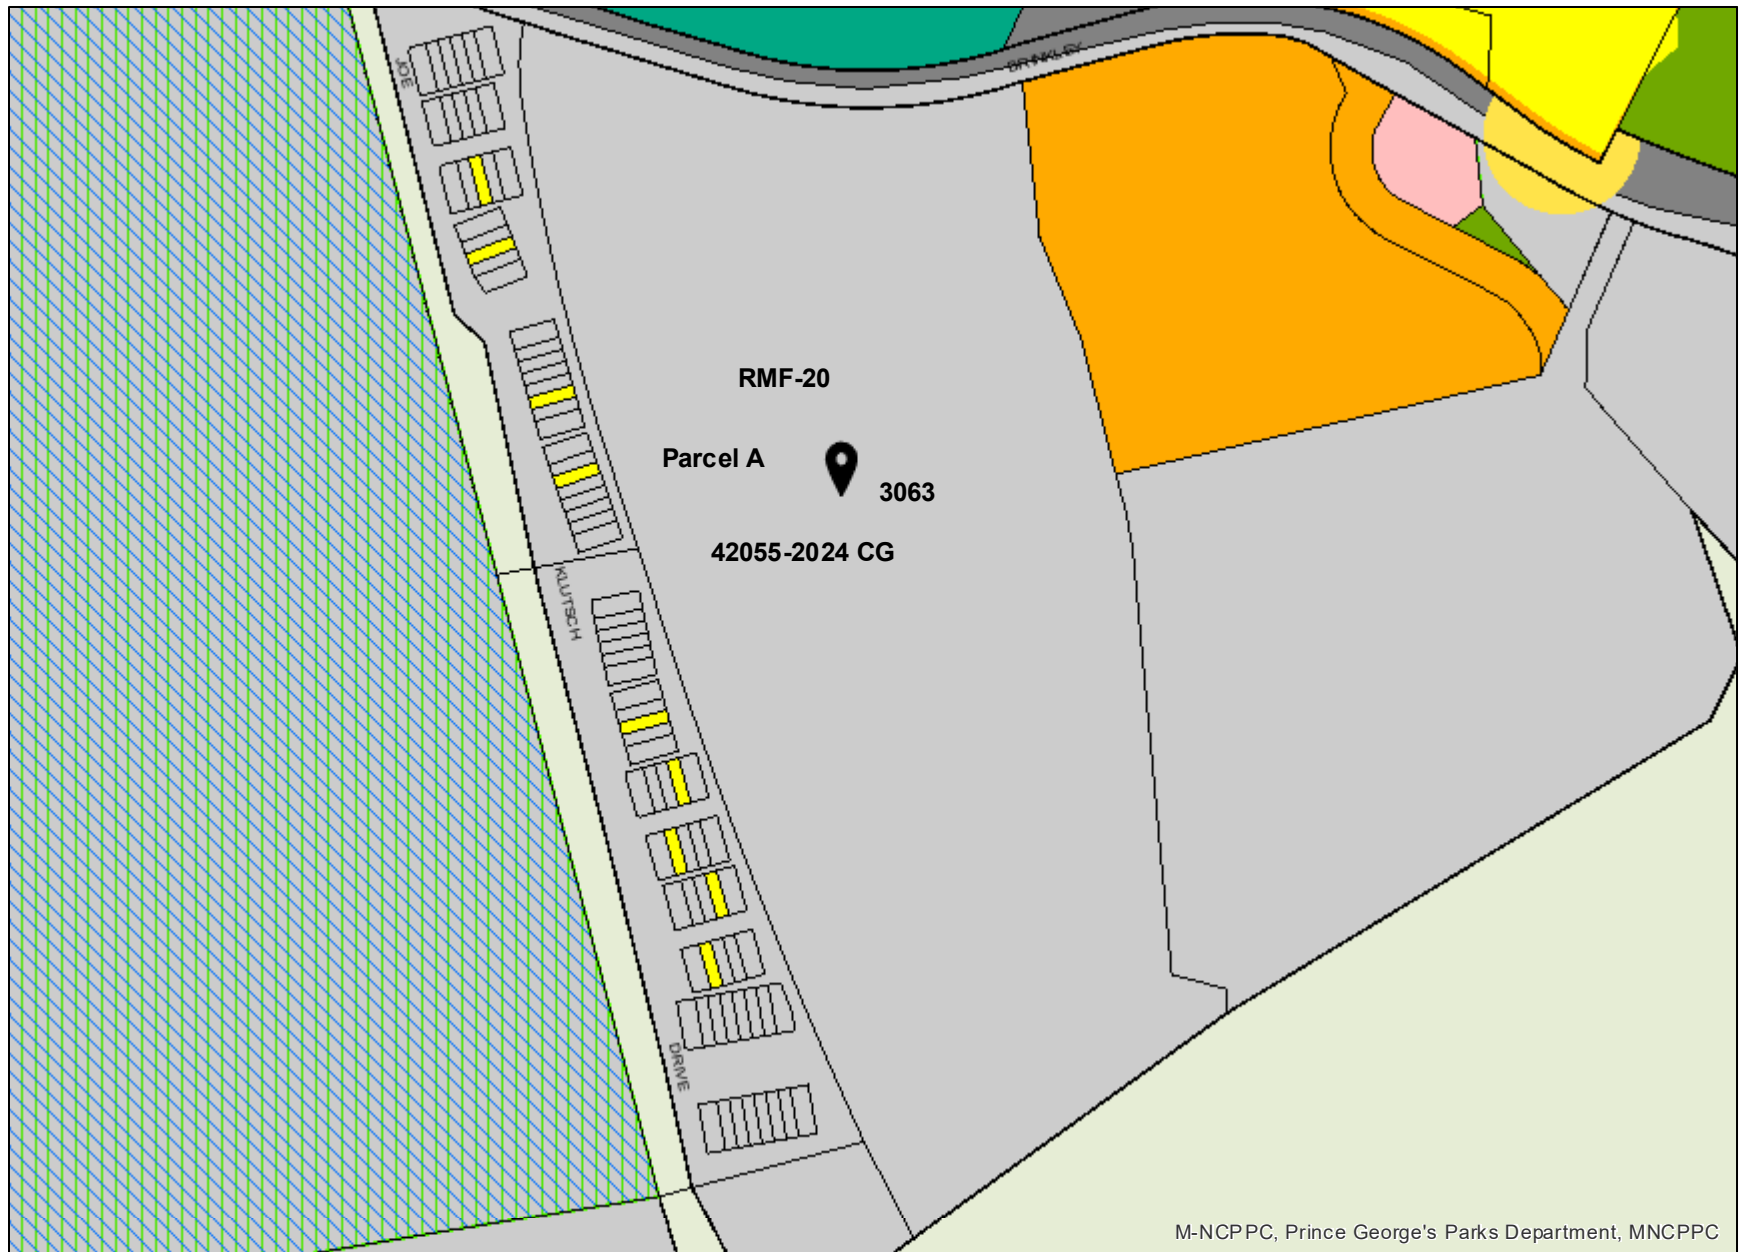 BRINKLEY
JOE
RMF-20
Parcel A
3063
42055-2024 CG
KLUTSCH
DRIVE
M-NCPPC, Prince George's Parks Department, MNCPPC